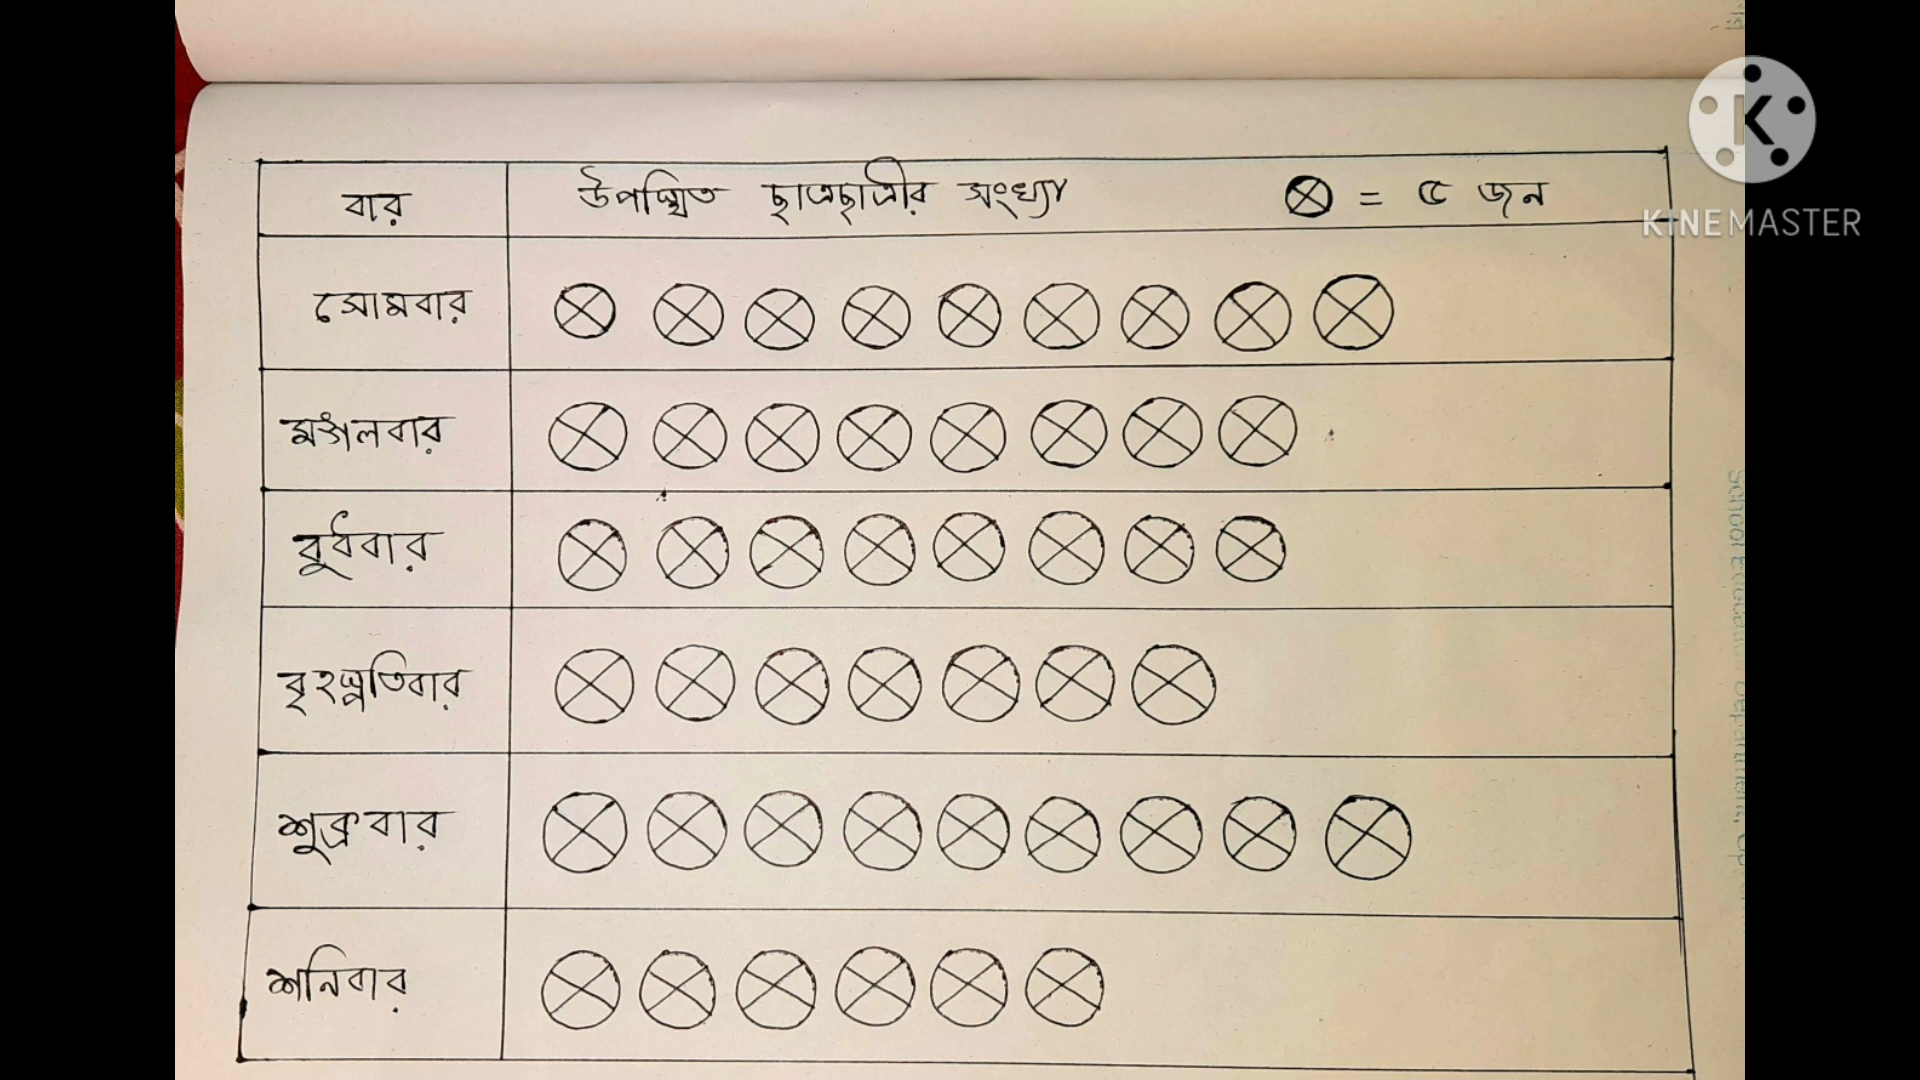 বার উপস্থিত ছাত্রছাত্রীর সংখ্যা = ৫ জন
KINEMASTER
সোমবার
মঙ্গলবার
বুধবার
বৃহস্পতিবার
শুক্রবার
শনিবার